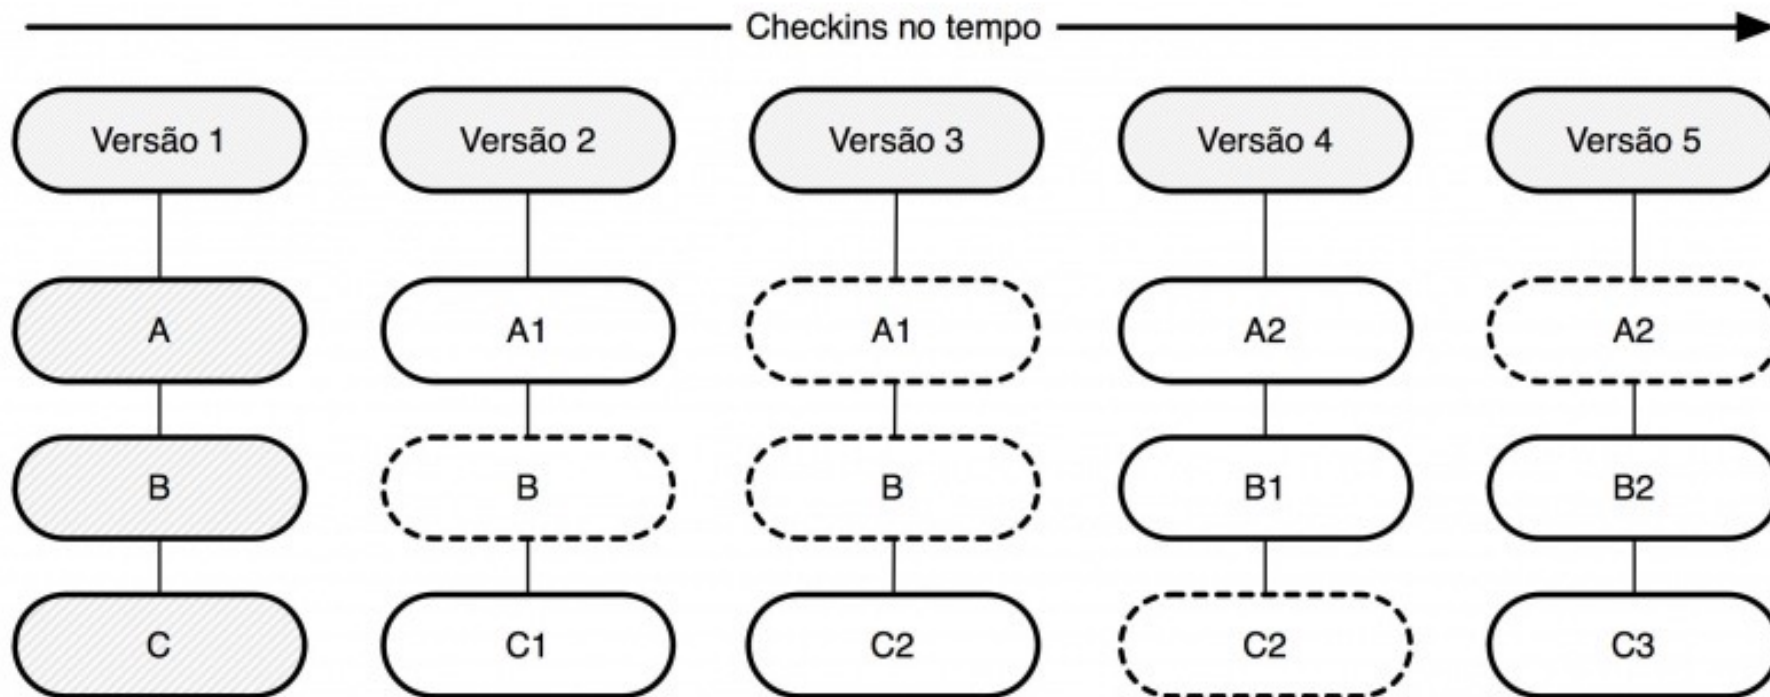 Checkins no tempo
Versão 1 Versão 2 Versão 3 Versão 4 Versão 5
A A1 A1 A2 A2
B B B B1 B2
C C1 C2 C2 C3